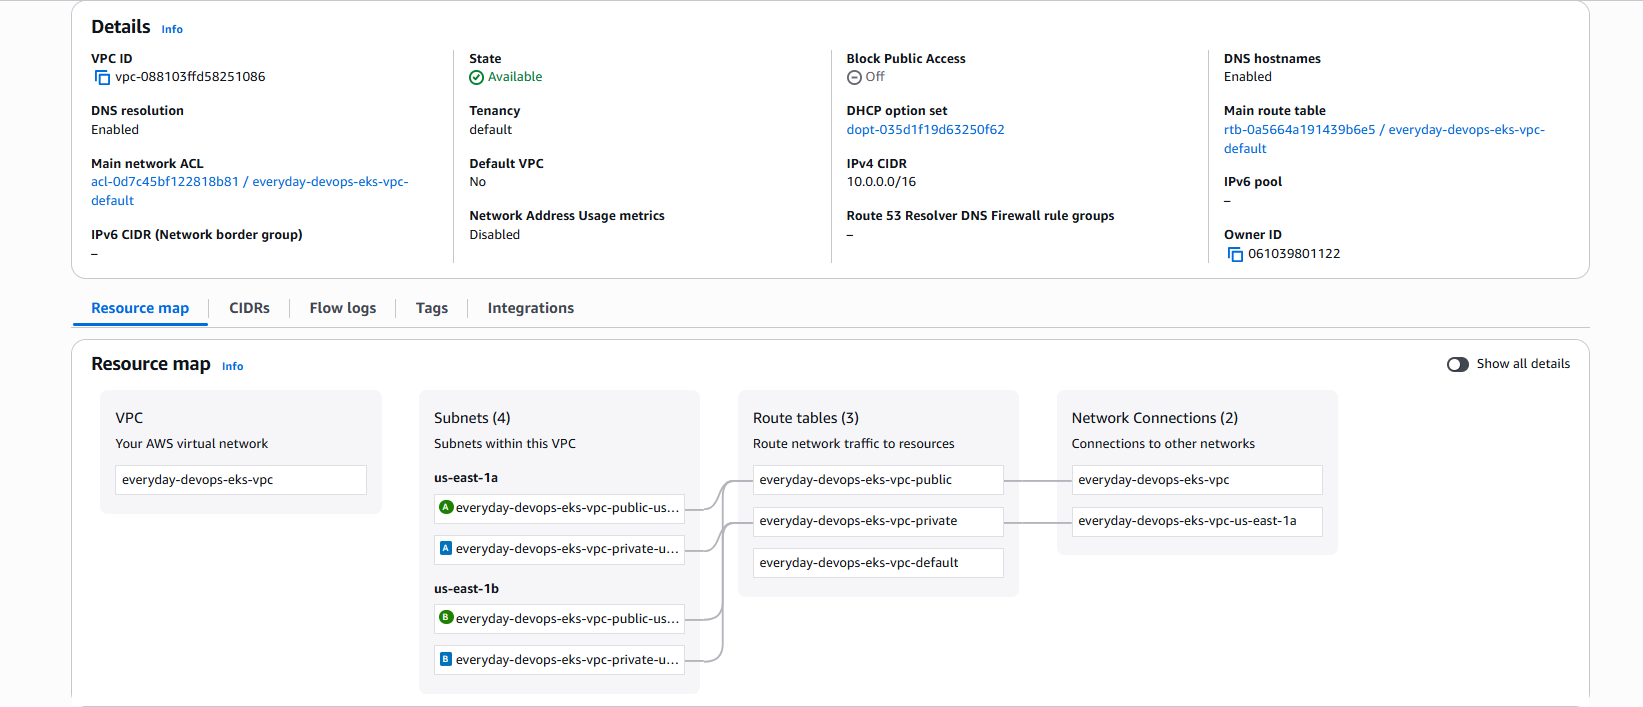 Details Info
VPC ID
vpc-088103ffd58251086
DNS resolution
Enabled
Main network ACL
acl-0d7c45bf122818b81 / everyday-devops-eks-vpc-
default
IPv6 CIDR (Network border group)
–
State
Available
Tenancy
default
Default VPC
No
Network Address Usage metrics
Disabled
Block Public Access
Off
DHCP option set
dopt-035d1f19d63250f62
IPv4 CIDR
10.0.0.0/16
Route 53 Resolver DNS Firewall rule groups
–
DNS hostnames
Enabled
Main route table
rtb-0a5664a191439b6e5 / everyday-devops-eks-vpc-
default
IPv6 pool
–
Owner ID
061039801122
Resource map CIDRs Flow logs Tags Integrations
Resource map Info
Show all details
VPC
Your AWS virtual network
everyday-devops-eks-vpc
Subnets (4)
Subnets within this VPC
us-east-1a
A everyday-devops-eks-vpc-public-us...
A everyday-devops-eks-vpc-private-u...
us-east-1b
B everyday-devops-eks-vpc-public-us...
B everyday-devops-eks-vpc-private-u...
Route tables (3)
Route network traffic to resources
everyday-devops-eks-vpc-public
everyday-devops-eks-vpc-private
everyday-devops-eks-vpc-default
Network Connections (2)
Connections to other networks
everyday-devops-eks-vpc
everyday-devops-eks-vpc-us-east-1a